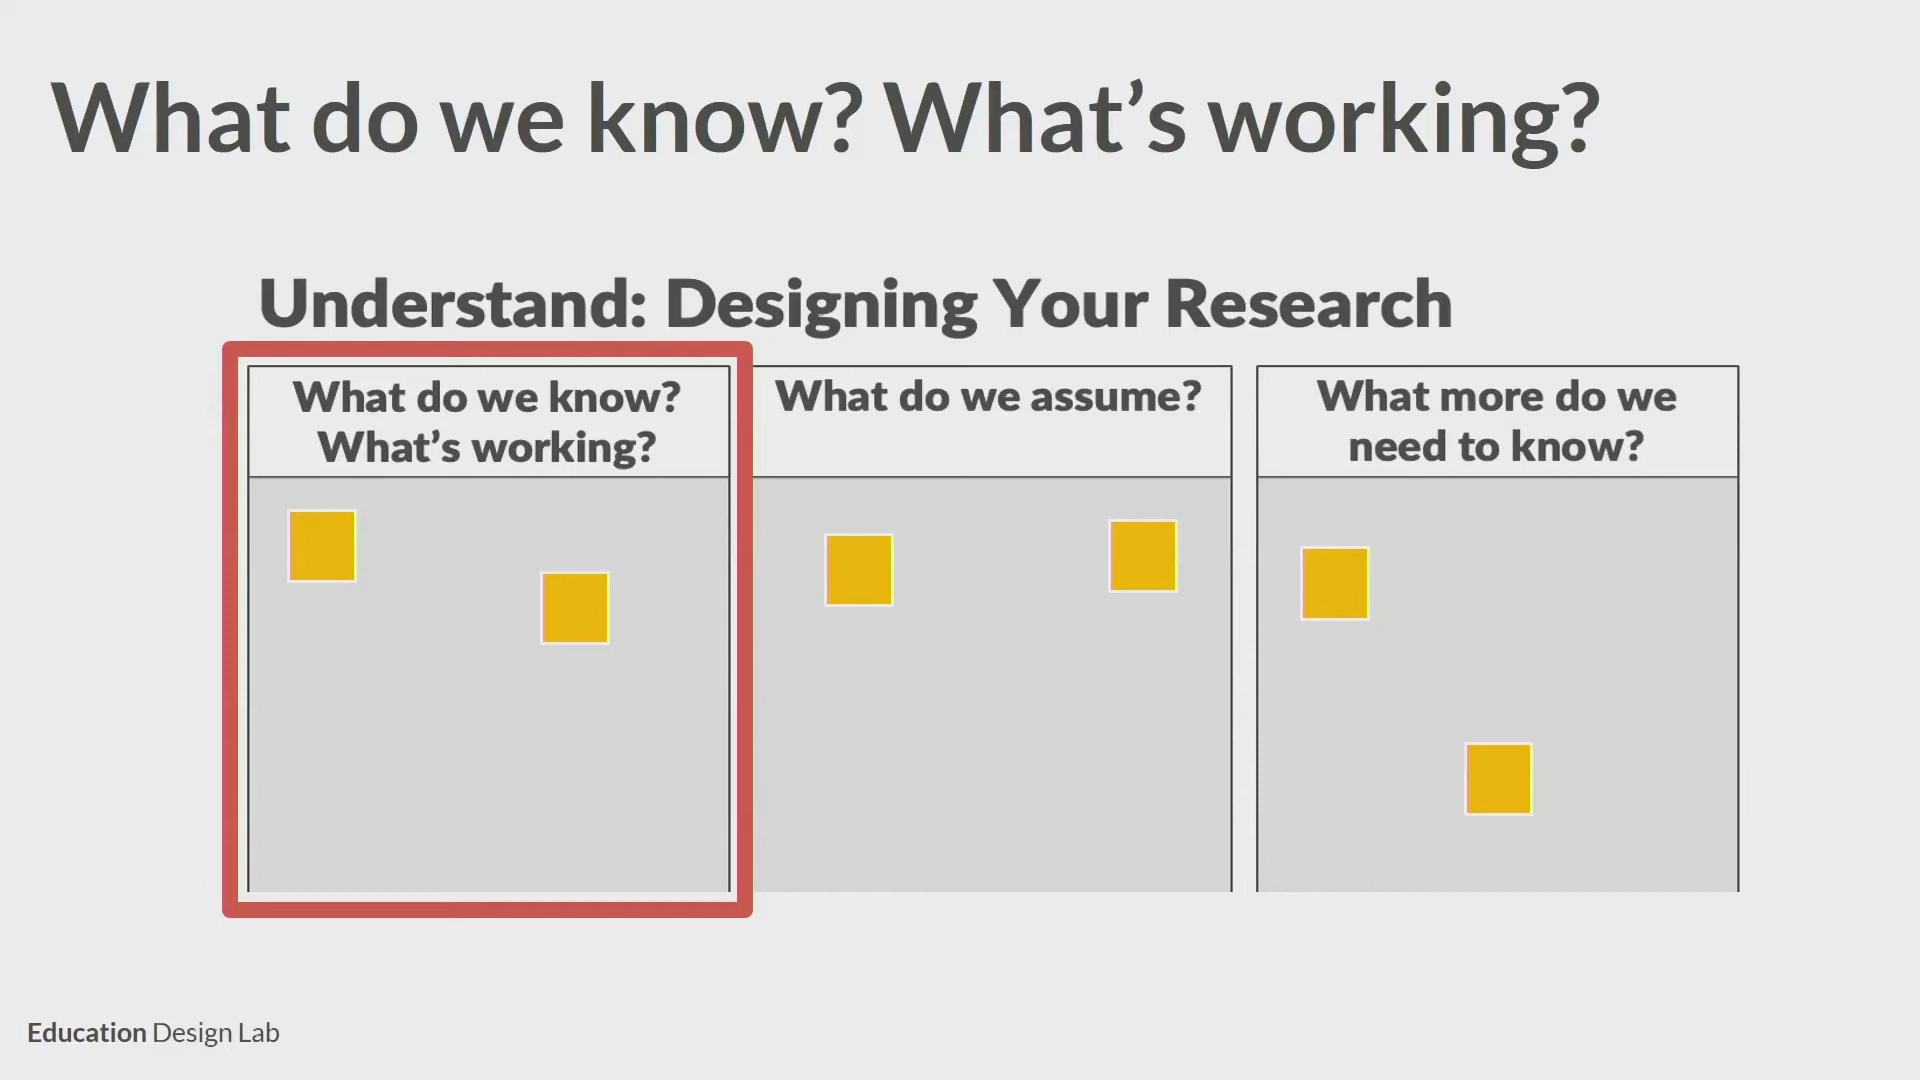 What do we know? What’s working?
Understand: Designing Your Research
What do we know?
What’s working?
What do we assume?
What more do we
need to know?
Education Design Lab